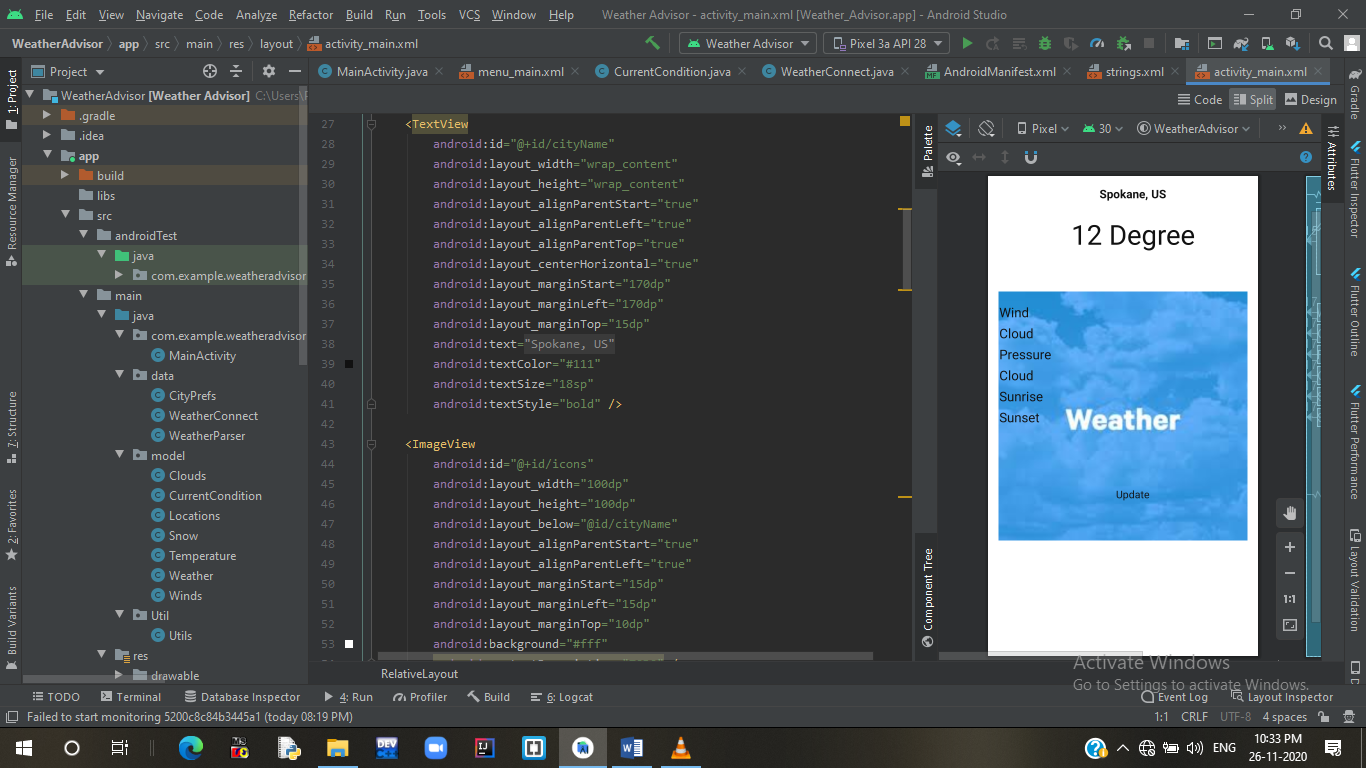 File Edit View Navigate Code Analyze Refactor Build Run Tools VCS Window Help Weather Advisor - activity_main.xml [Weather_Advisor.app] - Android Studio
WeatherAdvisor app src main res layout activity_main.xml Weather Advisor Pixel 3a API 28
Project MainActivity.java menu_main.xml CurrentCondition.java WeatherConnect.java AndroidManifest.xml strings.xml activity_main.xml
Code Split Design
Pixel 30 WeatherAdvisor
1: Project
Resource Manager
7: Structure
2: Favorites
Build Variants
WeatherAdvisor [Weather Advisor] C:\Users\
.gradle
.idea
app
build
libs
src
androidTest
java
com.example.weatheradvisor
main
java
com.example.weatheradvisor
MainActivity
data
CityPrefs
WeatherConnect
WeatherParser
model
Clouds
CurrentCondition
Locations
Snow
Temperature
Weather
Winds
Util
Utils
res
drawable
27 <TextView
28 android:id="@+id/cityName"
29 android:layout_width="wrap_content"
30 android:layout_height="wrap_content"
31 android:layout_alignParentStart="true"
32 android:layout_alignParentLeft="true"
33 android:layout_alignParentTop="true"
34 android:layout_centerHorizontal="true"
35 android:layout_marginStart="170dp"
36 android:layout_marginLeft="170dp"
37 android:layout_marginTop="15dp"
38 android:text="Spokane, US"
39 android:textColor="#111"
40 android:textSize="18sp"
41 android:textStyle="bold" />
42
43 <ImageView
44 android:id="@+id/icons"
45 android:layout_width="100dp"
46 android:layout_height="100dp"
47 android:layout_below="@id/cityName"
48 android:layout_alignParentStart="true"
49 android:layout_alignParentLeft="true"
50 android:layout_marginStart="15dp"
51 android:layout_marginLeft="15dp"
52 android:layout_marginTop="10dp"
53 android:background="#fff"
RelativeLayout
Palette
Component Tree
Spokane, US
12 Degree
Wind
Cloud
Pressure
Cloud
Sunrise
Sunset
Weather
Update
1:1
Attributes
Gradle
Flutter Inspector
Flutter Outline
Flutter Performance
Layout Validation
Activate Windows
Go to Settings to activate Windows.
TODO Terminal Database Inspector 4: Run Profiler Build 6: Logcat Event Log Layout Inspector
Failed to start monitoring 5200c8c84b3445a1 (today 08:19 PM) 1:1 CRLF UTF-8 4 spaces
DEV
ENG
10:33 PM
26-11-2020